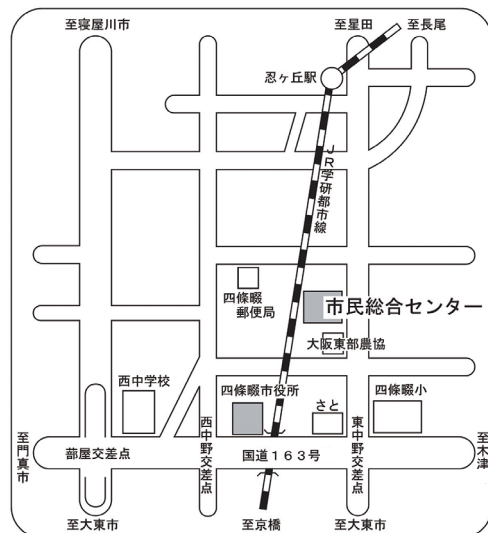 至寝屋川市
至星田
至長尾
忍ヶ丘駅
JR学研都市線
四條畷
郵便局
市民総合センター
大阪東部農協
西中学校
四條畷市役所
さと
四條畷小
至門真市
蔀屋交差点
西中野交差点
国道163号
東中野交差点
至木津
至大東市
至京橋
至大東市